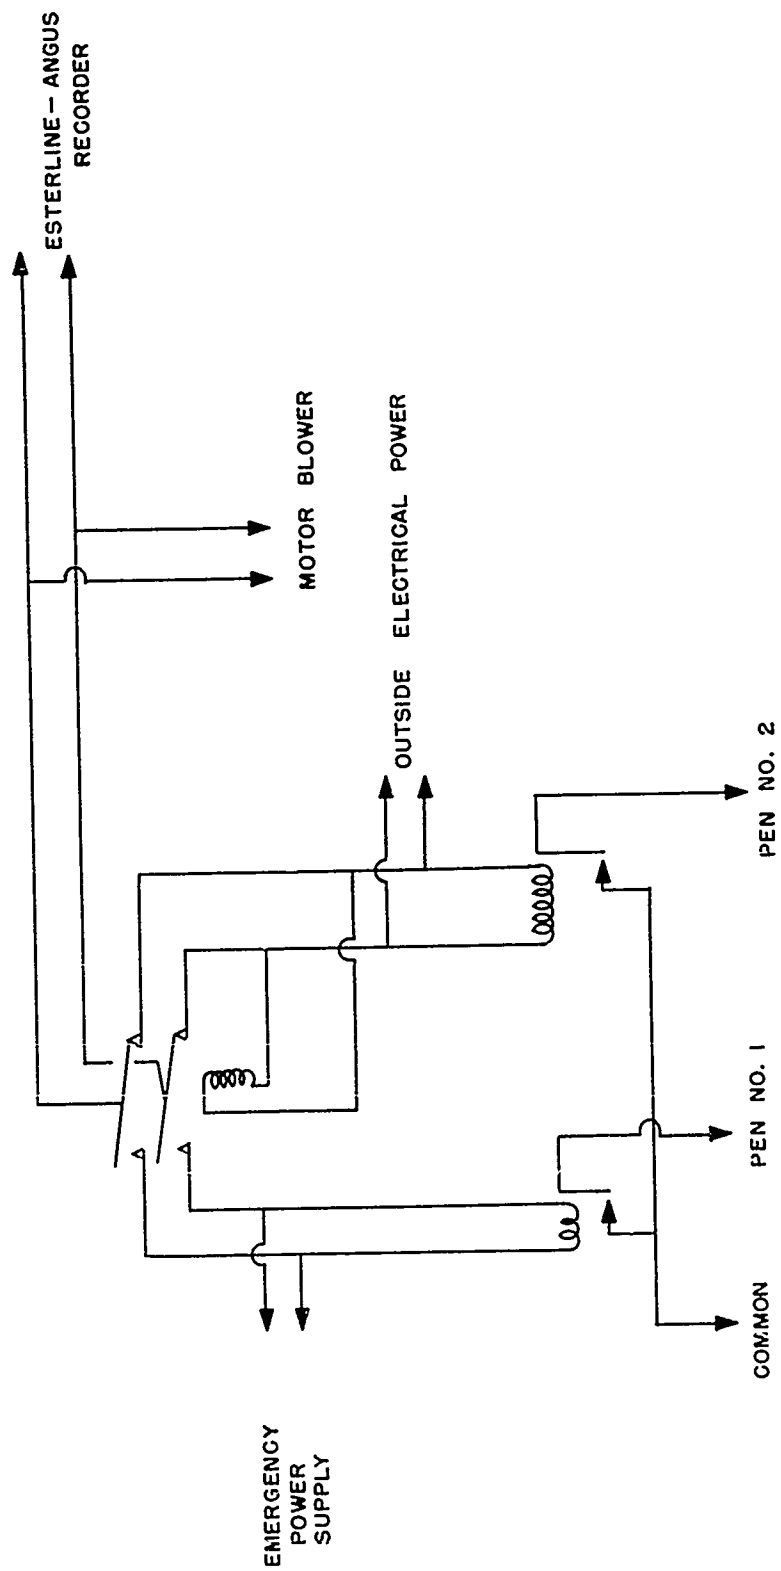 ESTERLINE-ANGUS
RECORDER
MOTOR BLOWER
OUTSIDE ELECTRICAL POWER
EMERGENCY
POWER
SUPPLY
COMMON
PEN NO. 1
PEN NO. 2